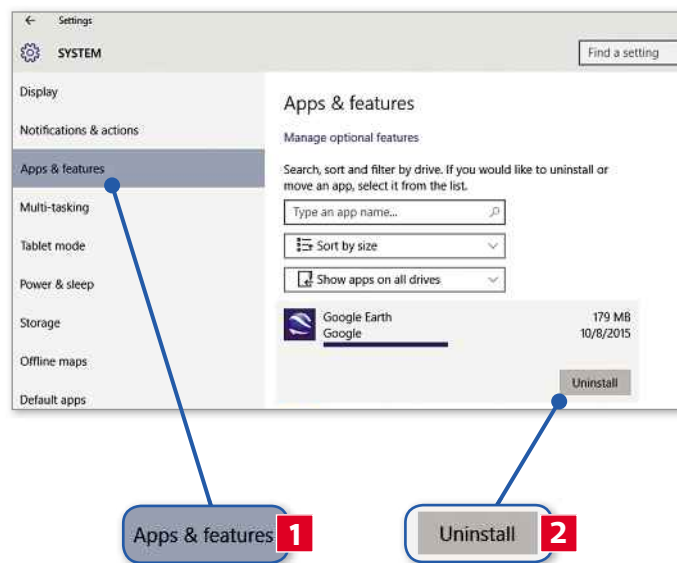 ← Settings
SYSTEM
Find a setting
Display
Notifications & actions
Apps & features
Multi-tasking
Tablet mode
Power & sleep
Storage
Offline maps
Default apps
Apps & features
Manage optional features
Search, sort and filter by drive. If you would like to uninstall or
move an app, select it from the list.
Type an app name...
Sort by size
Show apps on all drives
Google Earth 179 MB
Google 10/8/2015
Uninstall
Apps & features 1
Uninstall 2